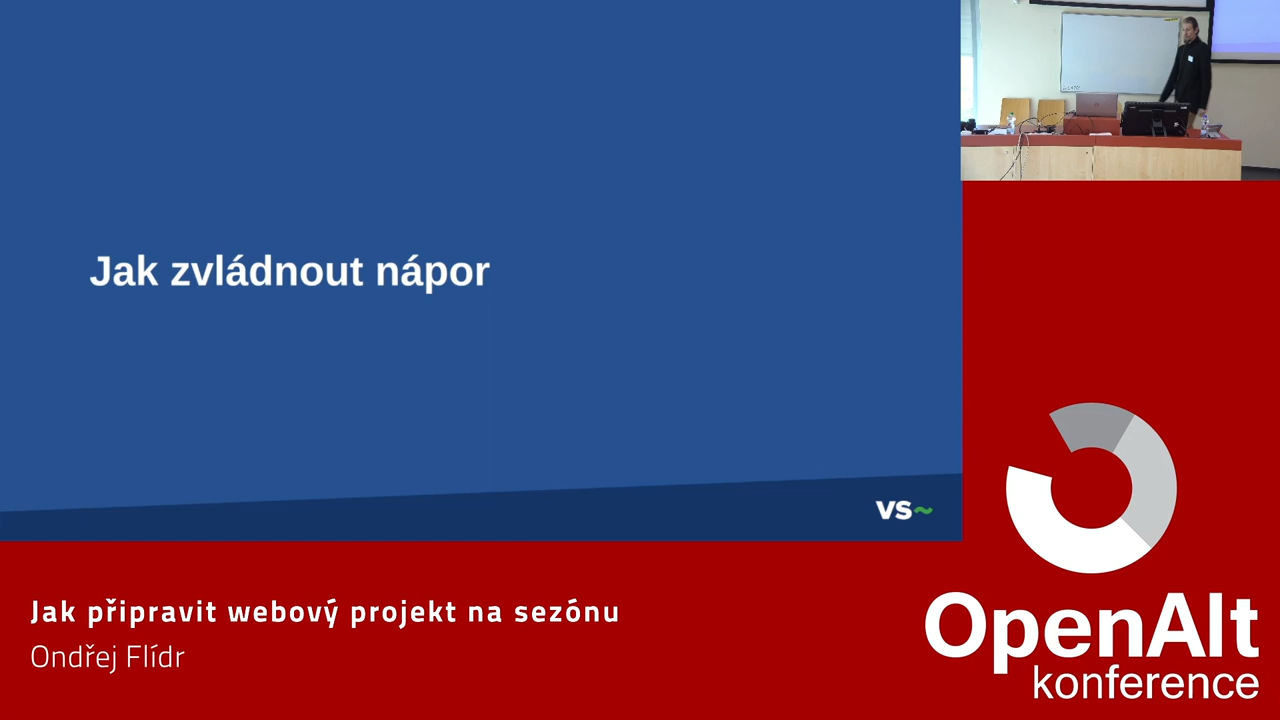 Jak zvládnout nápor
vs~
Jak připravit webový projekt na sezónu
Ondřej Flídr
OpenAlt
konference